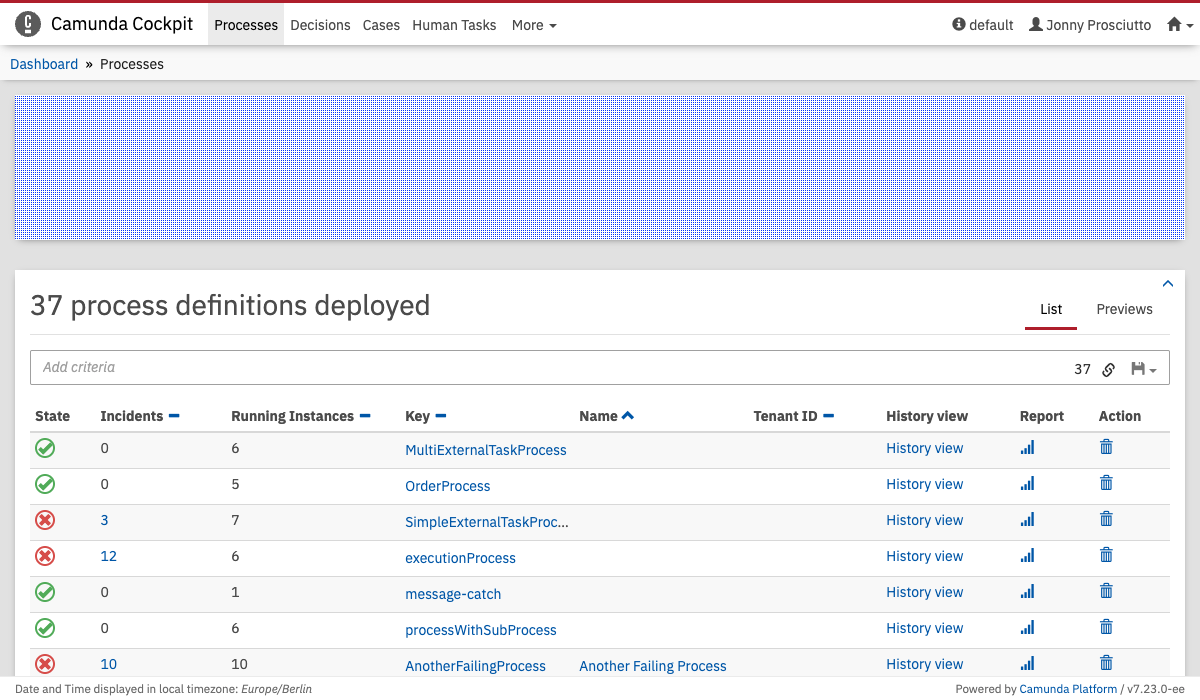 Camunda Cockpit Processes Decisions Cases Human Tasks More default Jonny Prosciutto
Dashboard » Processes
37 process definitions deployed
List Previews
Add criteria 37
State Incidents Running Instances Key Name Tenant ID History view Report Action
0 6 MultiExternalTaskProcess History view
0 5 OrderProcess History view
3 7 SimpleExternalTaskProc... History view
12 6 executionProcess History view
0 1 message-catch History view
0 6 processWithSubProcess History view
10 10 AnotherFailingProcess Another Failing Process History view
Date and Time displayed in local timezone: Europe/Berlin Powered by Camunda Platform / v7.23.0-ee